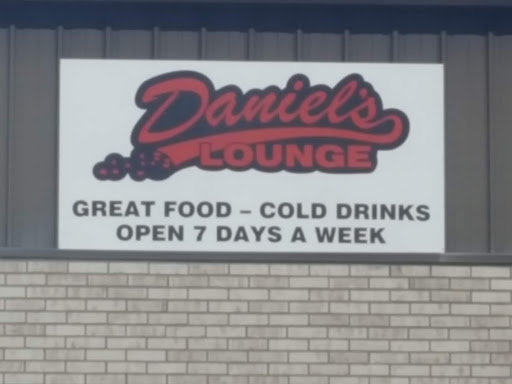 Daniel's
LOUNGE
GREAT FOOD – COLD DRINKS
OPEN 7 DAYS A WEEK